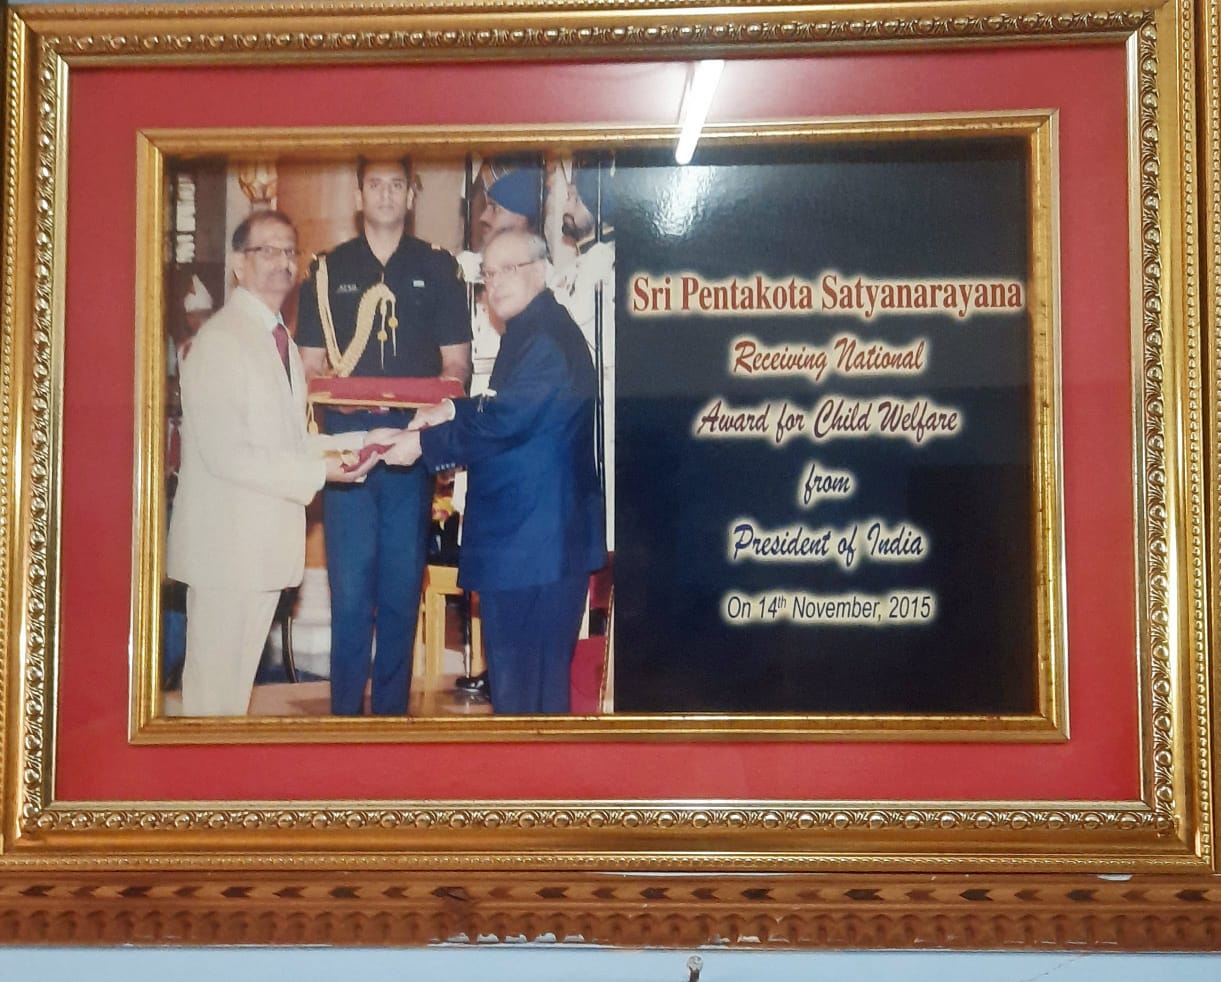 Sri Pentakota Satyanarayana
Receiving National
Award for Child Welfare
from
President of India
On 14th November, 2015